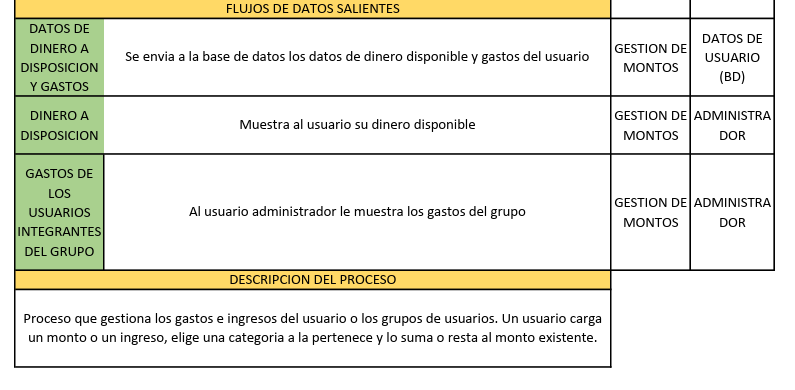 FLUJOS DE DATOS SALIENTES
DATOS DE
DINERO A
DISPOSICION
Y GASTOS
Se envia a la base de datos los datos de dinero disponible y gastos del usuario
GESTION DE
MONTOS
DATOS DE
USUARIO
(BD)
DINERO A
DISPOSICION
Muestra al usuario su dinero disponible
GESTION DE
MONTOS
ADMINISTRA
DOR
GASTOS DE
LOS
USUARIOS
INTEGRANTES
DEL GRUPO
Al usuario administrador le muestra los gastos del grupo
GESTION DE
MONTOS
ADMINISTRA
DOR
DESCRIPCION DEL PROCESO
Proceso que gestiona los gastos e ingresos del usuario o los grupos de usuarios. Un usuario carga
un monto o un ingreso, elige una categoria a la pertenece y lo suma o resta al monto existente.